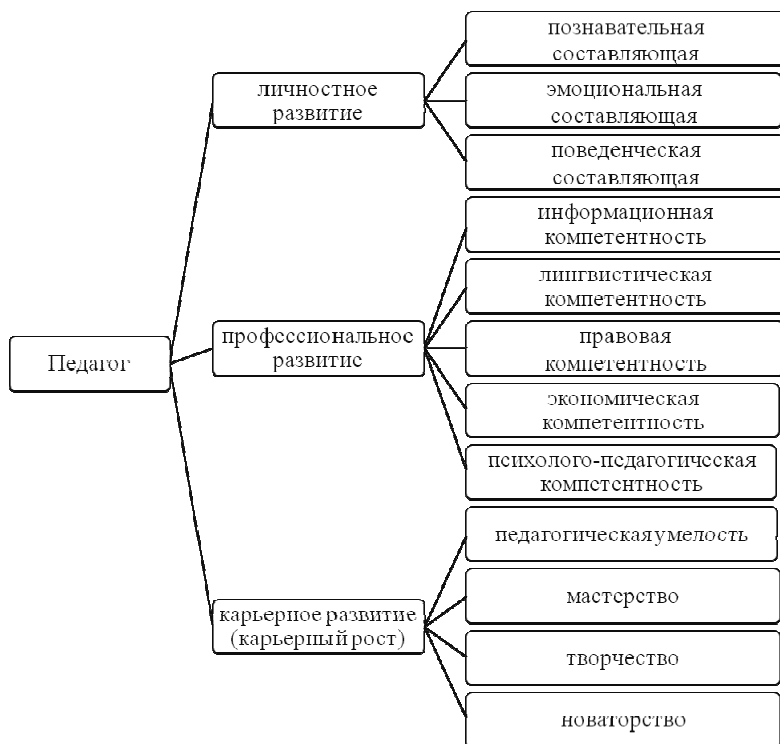 познавательная
составляющая
личностное
развитие
эмоциональная
составляющая
поведенческая
составляющая
информационная
компетентность
лингвистическая
компетентность
Педагог
профессиональное
развитие
правовая
компетентность
экономическая
компетентность
психолого-педагогическая
компетентность
педагогическая умелость
карьерное развитие
(карьерный рост)
мастерство
творчество
новаторство